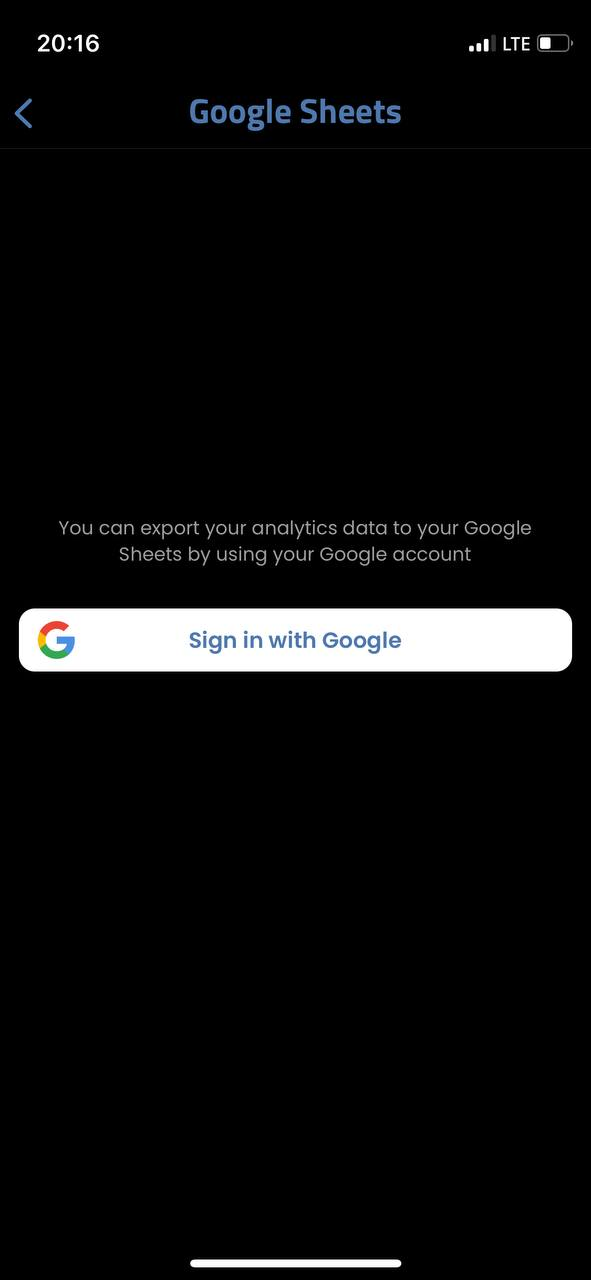 20:16
LTE
Google Sheets
You can export your analytics data to your Google
Sheets by using your Google account
Sign in with Google